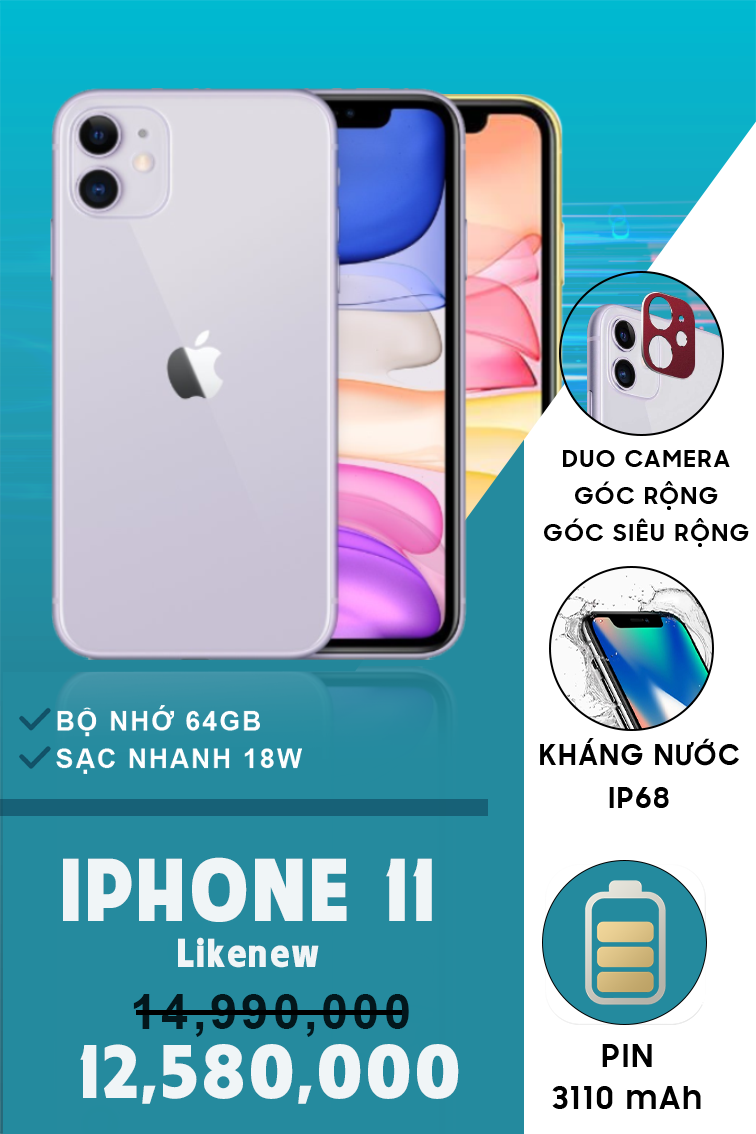 DUO CAMERA
GÓC RỘNG
GÓC SIÊU RỘNG
KHÁNG NƯỚC
IP68
BỘ NHỚ 64GB
SẠC NHANH 18W
IPHONE 11
Likenew
14,990,000
12,580,000
PIN
3110 mAh